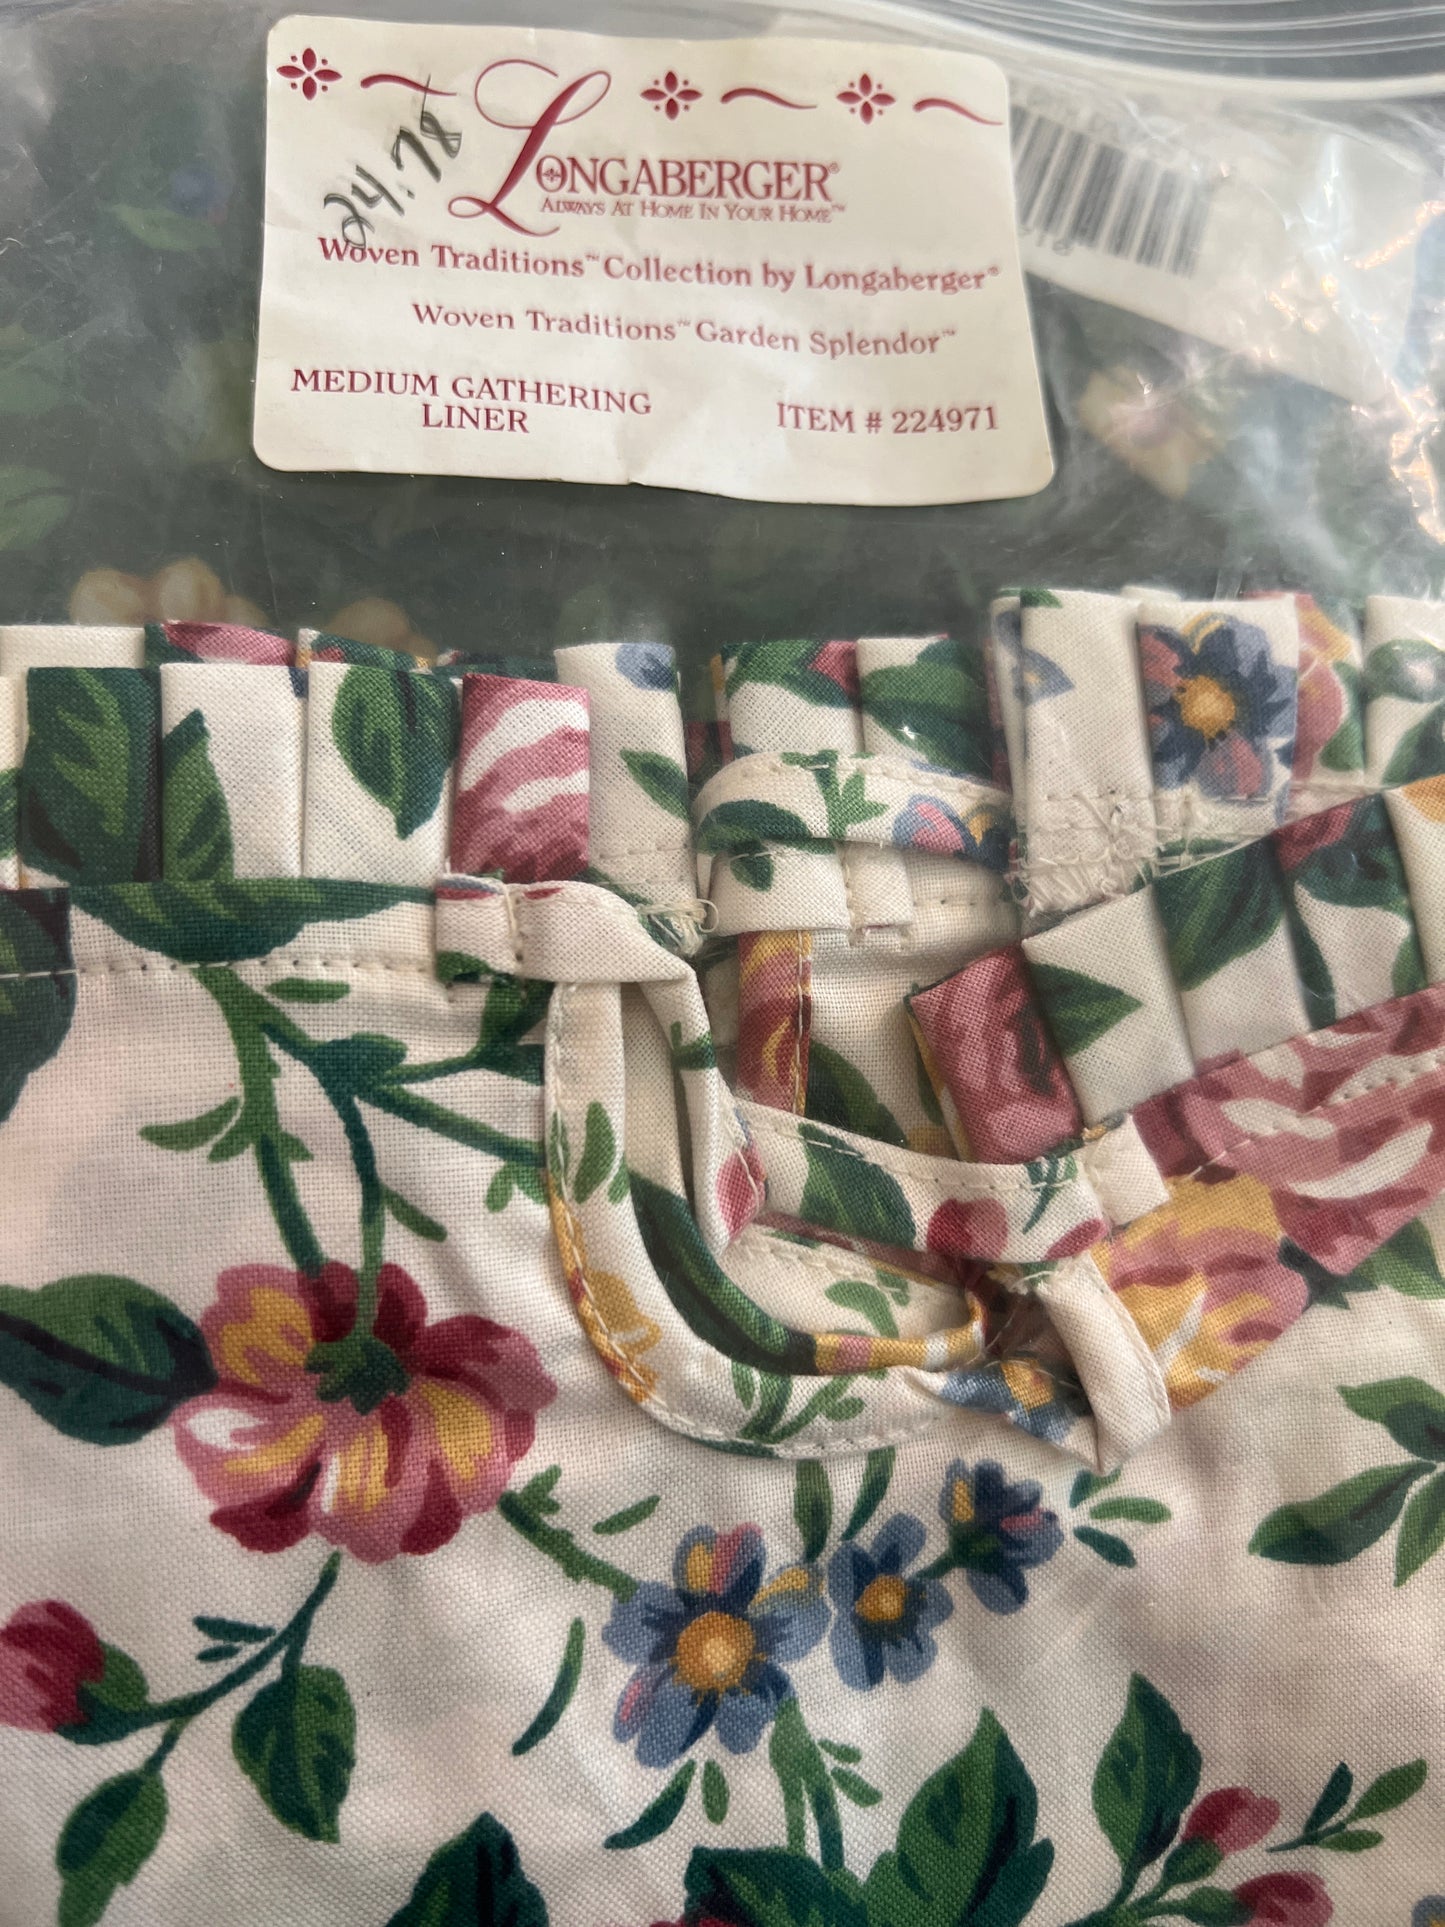 24.78
LONGABERGER®
ALWAYS AT HOME IN YOUR HOME™
Woven Traditions™ Collection by Longaberger®
Woven Traditions™ Garden Splendor™
MEDIUM GATHERING
LINER
ITEM # 224971